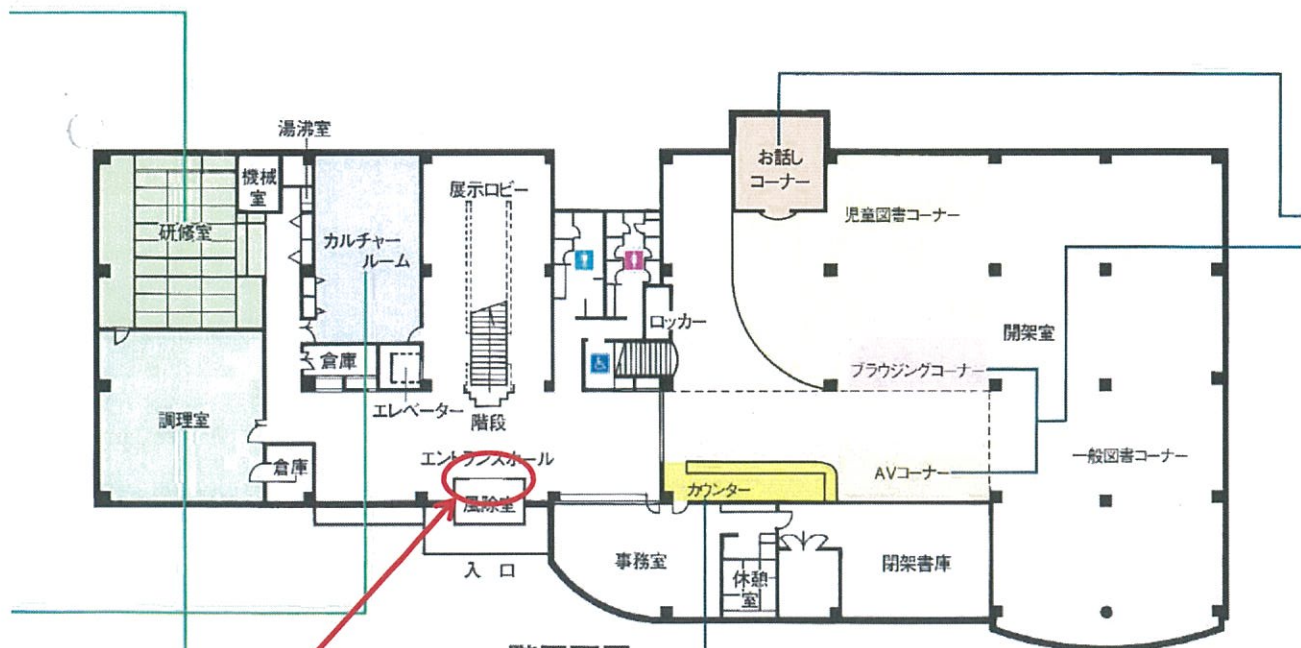 湯沸室
機械
室
研修室
カルチャー
ルーム
展示ロビー
お話し
コーナー
児童図書コーナー
ロッカー
開架室
倉庫
エレベーター
階段
ブラウジングコーナー
調理室
倉庫
エントランスホール
風除室
カウンター
AVコーナー
一般図書コーナー
入口
事務室
休憩
室
閉架書庫